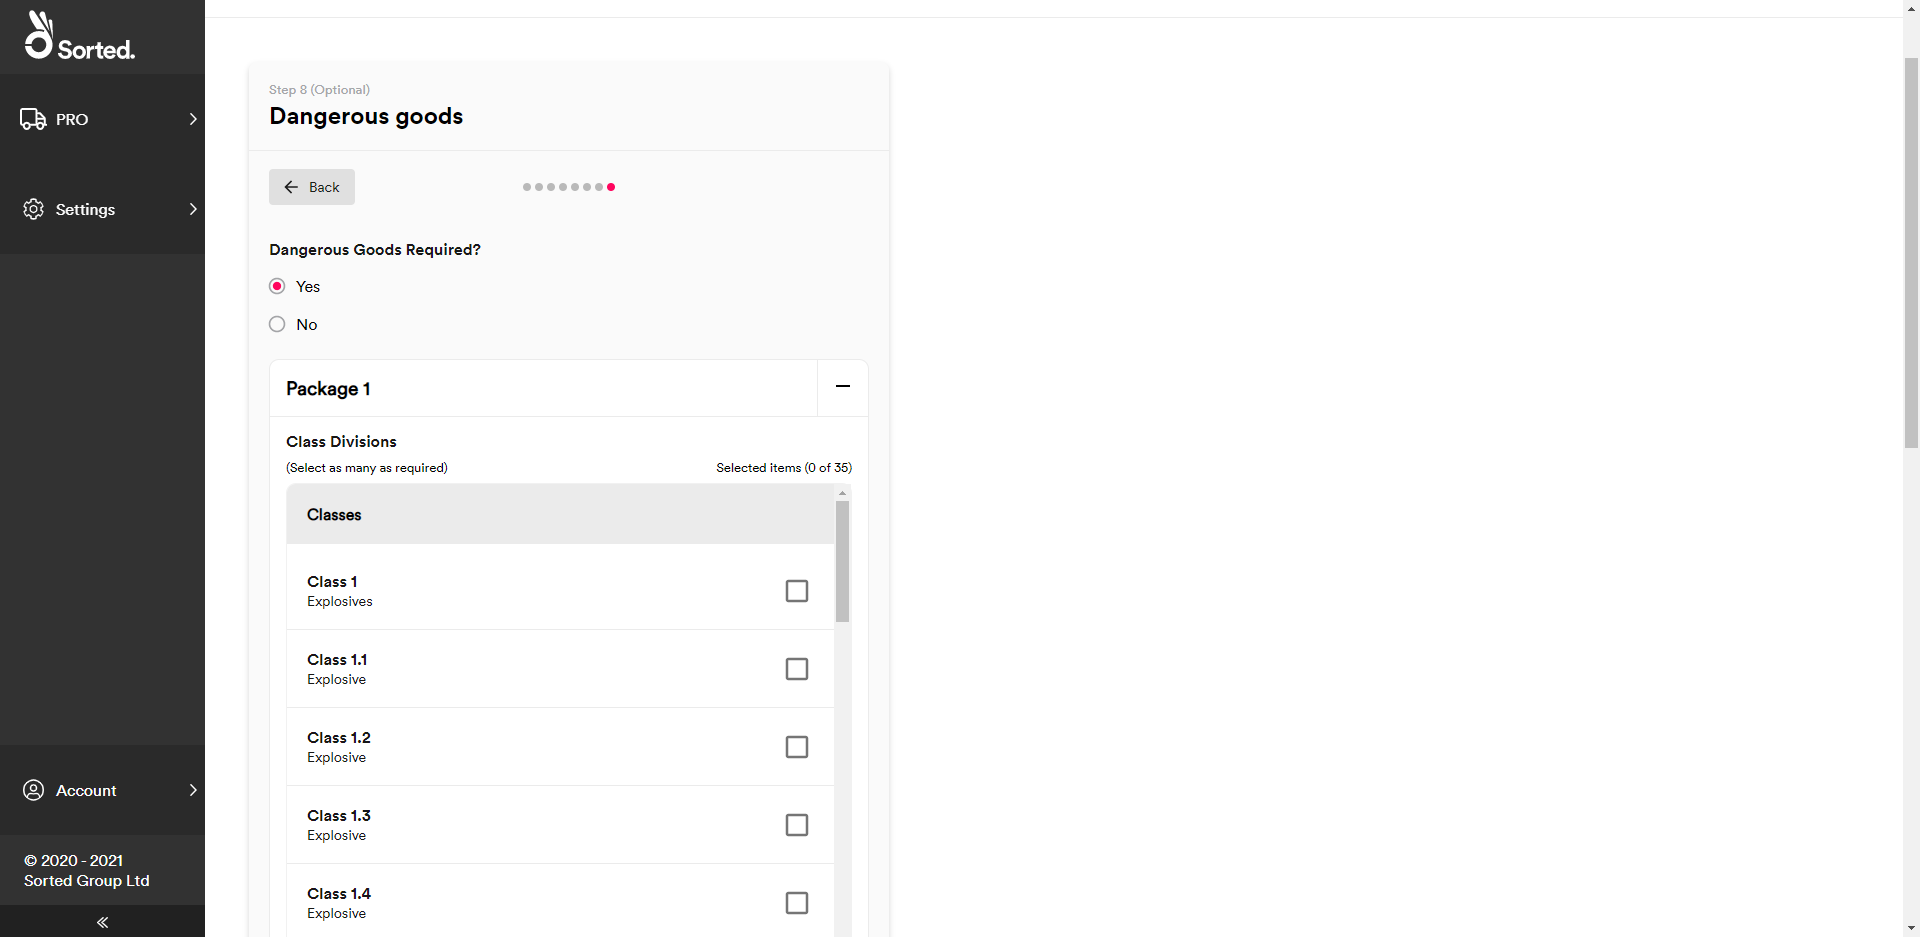 Sorted.
PRO
Settings
Account
© 2020 - 2021
Sorted Group Ltd
Step 8 (Optional)
Dangerous goods
Back
Dangerous Goods Required?
Yes
No
Package 1
Class Divisions
(Select as many as required) Selected items (0 of 35)
Classes
Class 1
Explosives
Class 1.1
Explosive
Class 1.2
Explosive
Class 1.3
Explosive
Class 1.4
Explosive